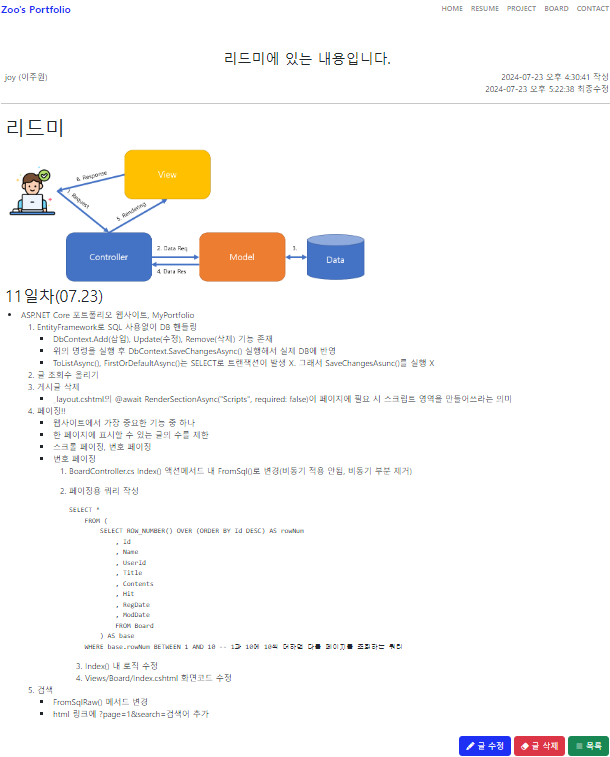 Zoo's Portfolio
HOME RESUME PROJECT BOARD CONTACT
리드미에 있는 내용입니다.
joy (이주원)
2024-07-23 오후 4:30:41 작성
2024-07-23 오후 5:22:38 최종수정
리드미
6. Response
View
1. Request
5. Rendering
Controller
2. Data Req
4. Dara Res
Model
3.
Data
11일차(07.23)
ASP.NET Core 포트폴리오 웹사이트, MyPortfolio
1. EntityFramework로 SQL 사용없이 DB 핸들링
DbContext.Add(삽입), Update(수정), Remove(삭제) 기능 존재
위의 명령을 실행 후 DbContext.SaveChangesAsync() 실행해서 실제 DB에 반영
ToListAsync(), FirstOrDefaultAsync()는 SELECT로 트랜잭션이 발생 X. 그래서 SaveChangesAsunc()를 실행 X
2. 글 조회수 올리기
3. 게시글 삭제
_layout.cshtml의 @await RenderSectionAsync("Scripts", required: false)이 페이지에 필요 시 스크립트 영역을 만들어쓰라는 의미
4. 페이징!!
웹사이트에서 가장 중요한 기능 중 하나
한 페이지에 표시할 수 있는 글의 수를 제한
스크롤 페이징, 번호 페이징
번호 페이징
1. BoardController.cs Index() 액션메서드 내 FromSql()로 변경(비동기 적용 안됨, 비동기 부분 제거)
2. 페이징용 쿼리 작성
SELECT *
FROM (
SELECT ROW_NUMBER() OVER (ORDER BY Id DESC) AS rowNum
, Id
, Name
, UserId
, Title
, Contents
, Hit
, RegDate
, ModDate
FROM Board
) AS base
WHERE base.rowNum BETWEEN 1 AND 10 -- 1과 10에 10씩 더하면 다음 페이지를 조회하는 쿼리
3. Index() 내 로직 수정
4. Views/Board/Index.cshtml 화면코드 수정
5. 검색
FromSqlRaw() 메서드 변경
html 링크에 ?page=1&search=검색어 추가
글 수정 글 삭제 목록